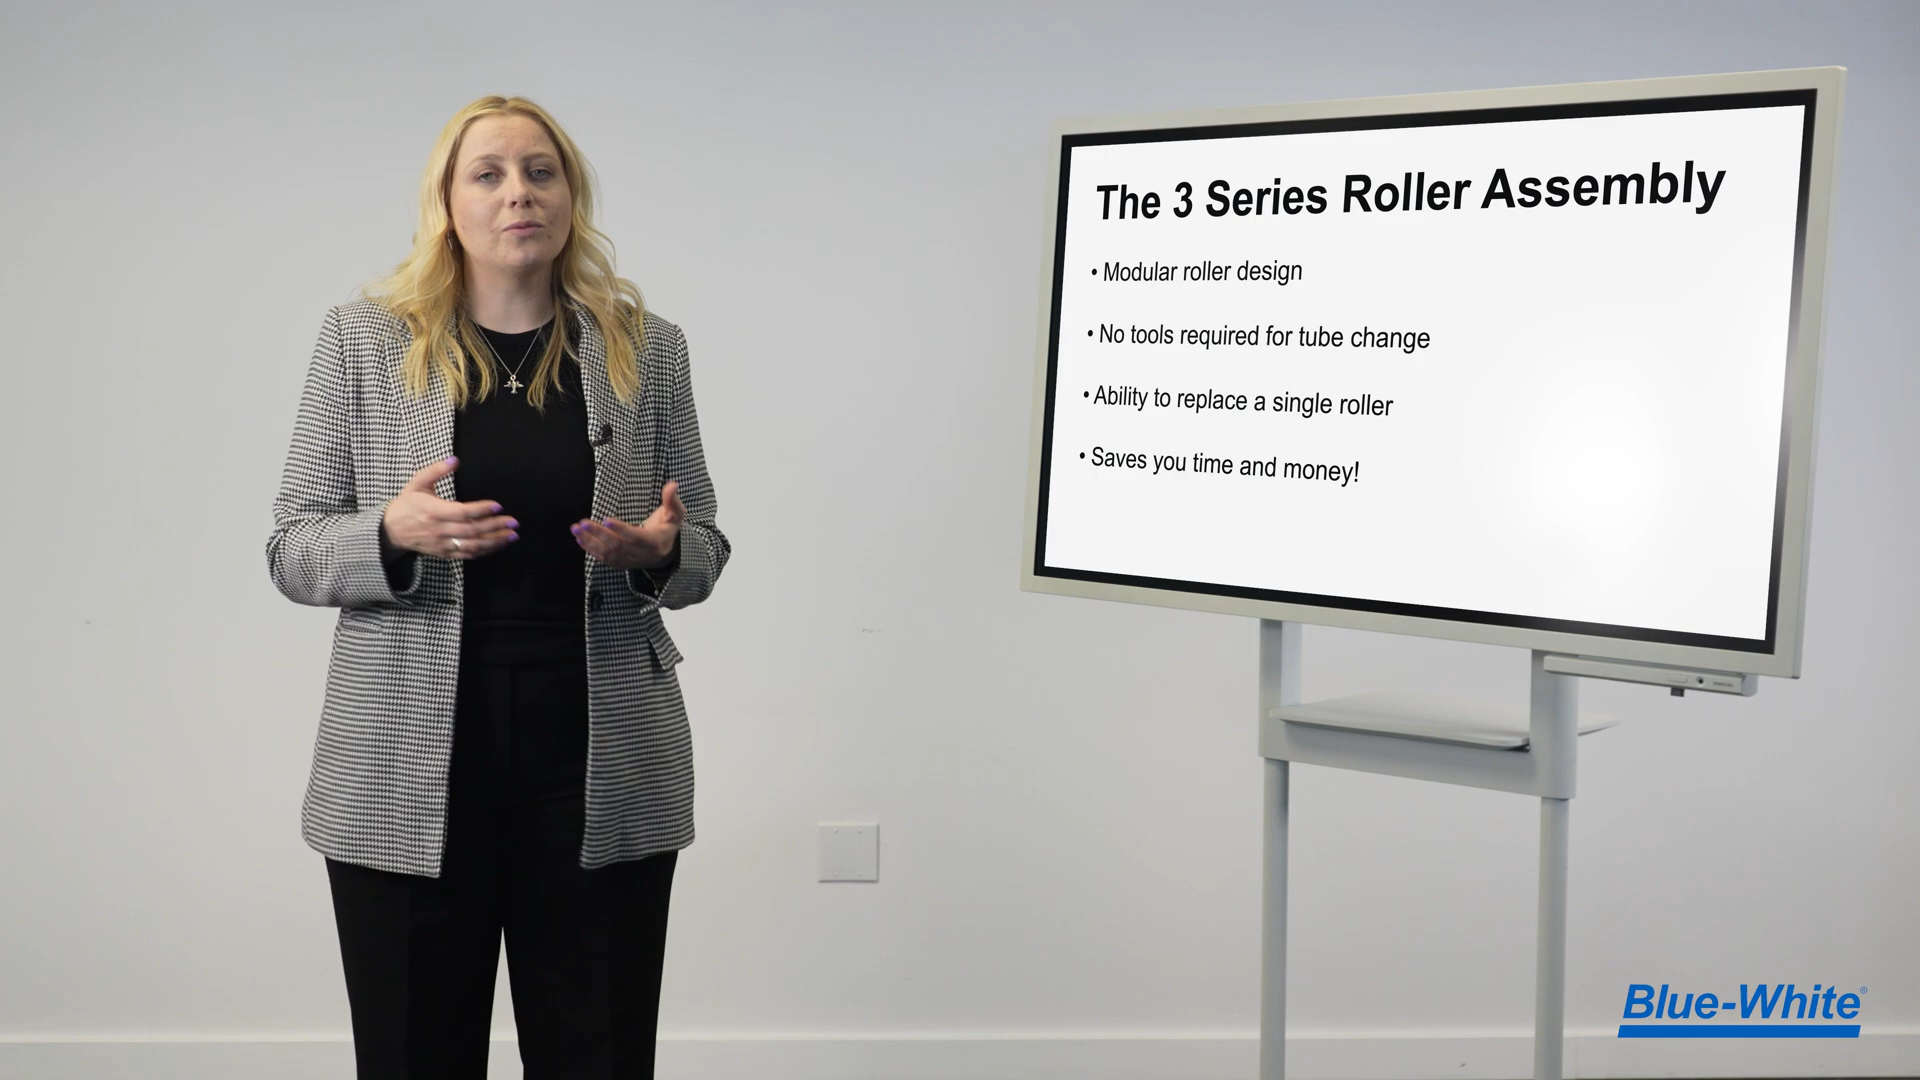 The 3 Series Roller Assembly
• Modular roller design
• No tools required for tube change
• Ability to replace a single roller
• Saves you time and money!
Blue-White®